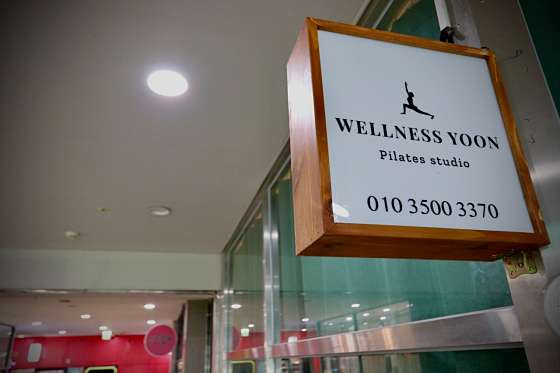 WELLNESS YOON
Pilates studio
010 3500 3370